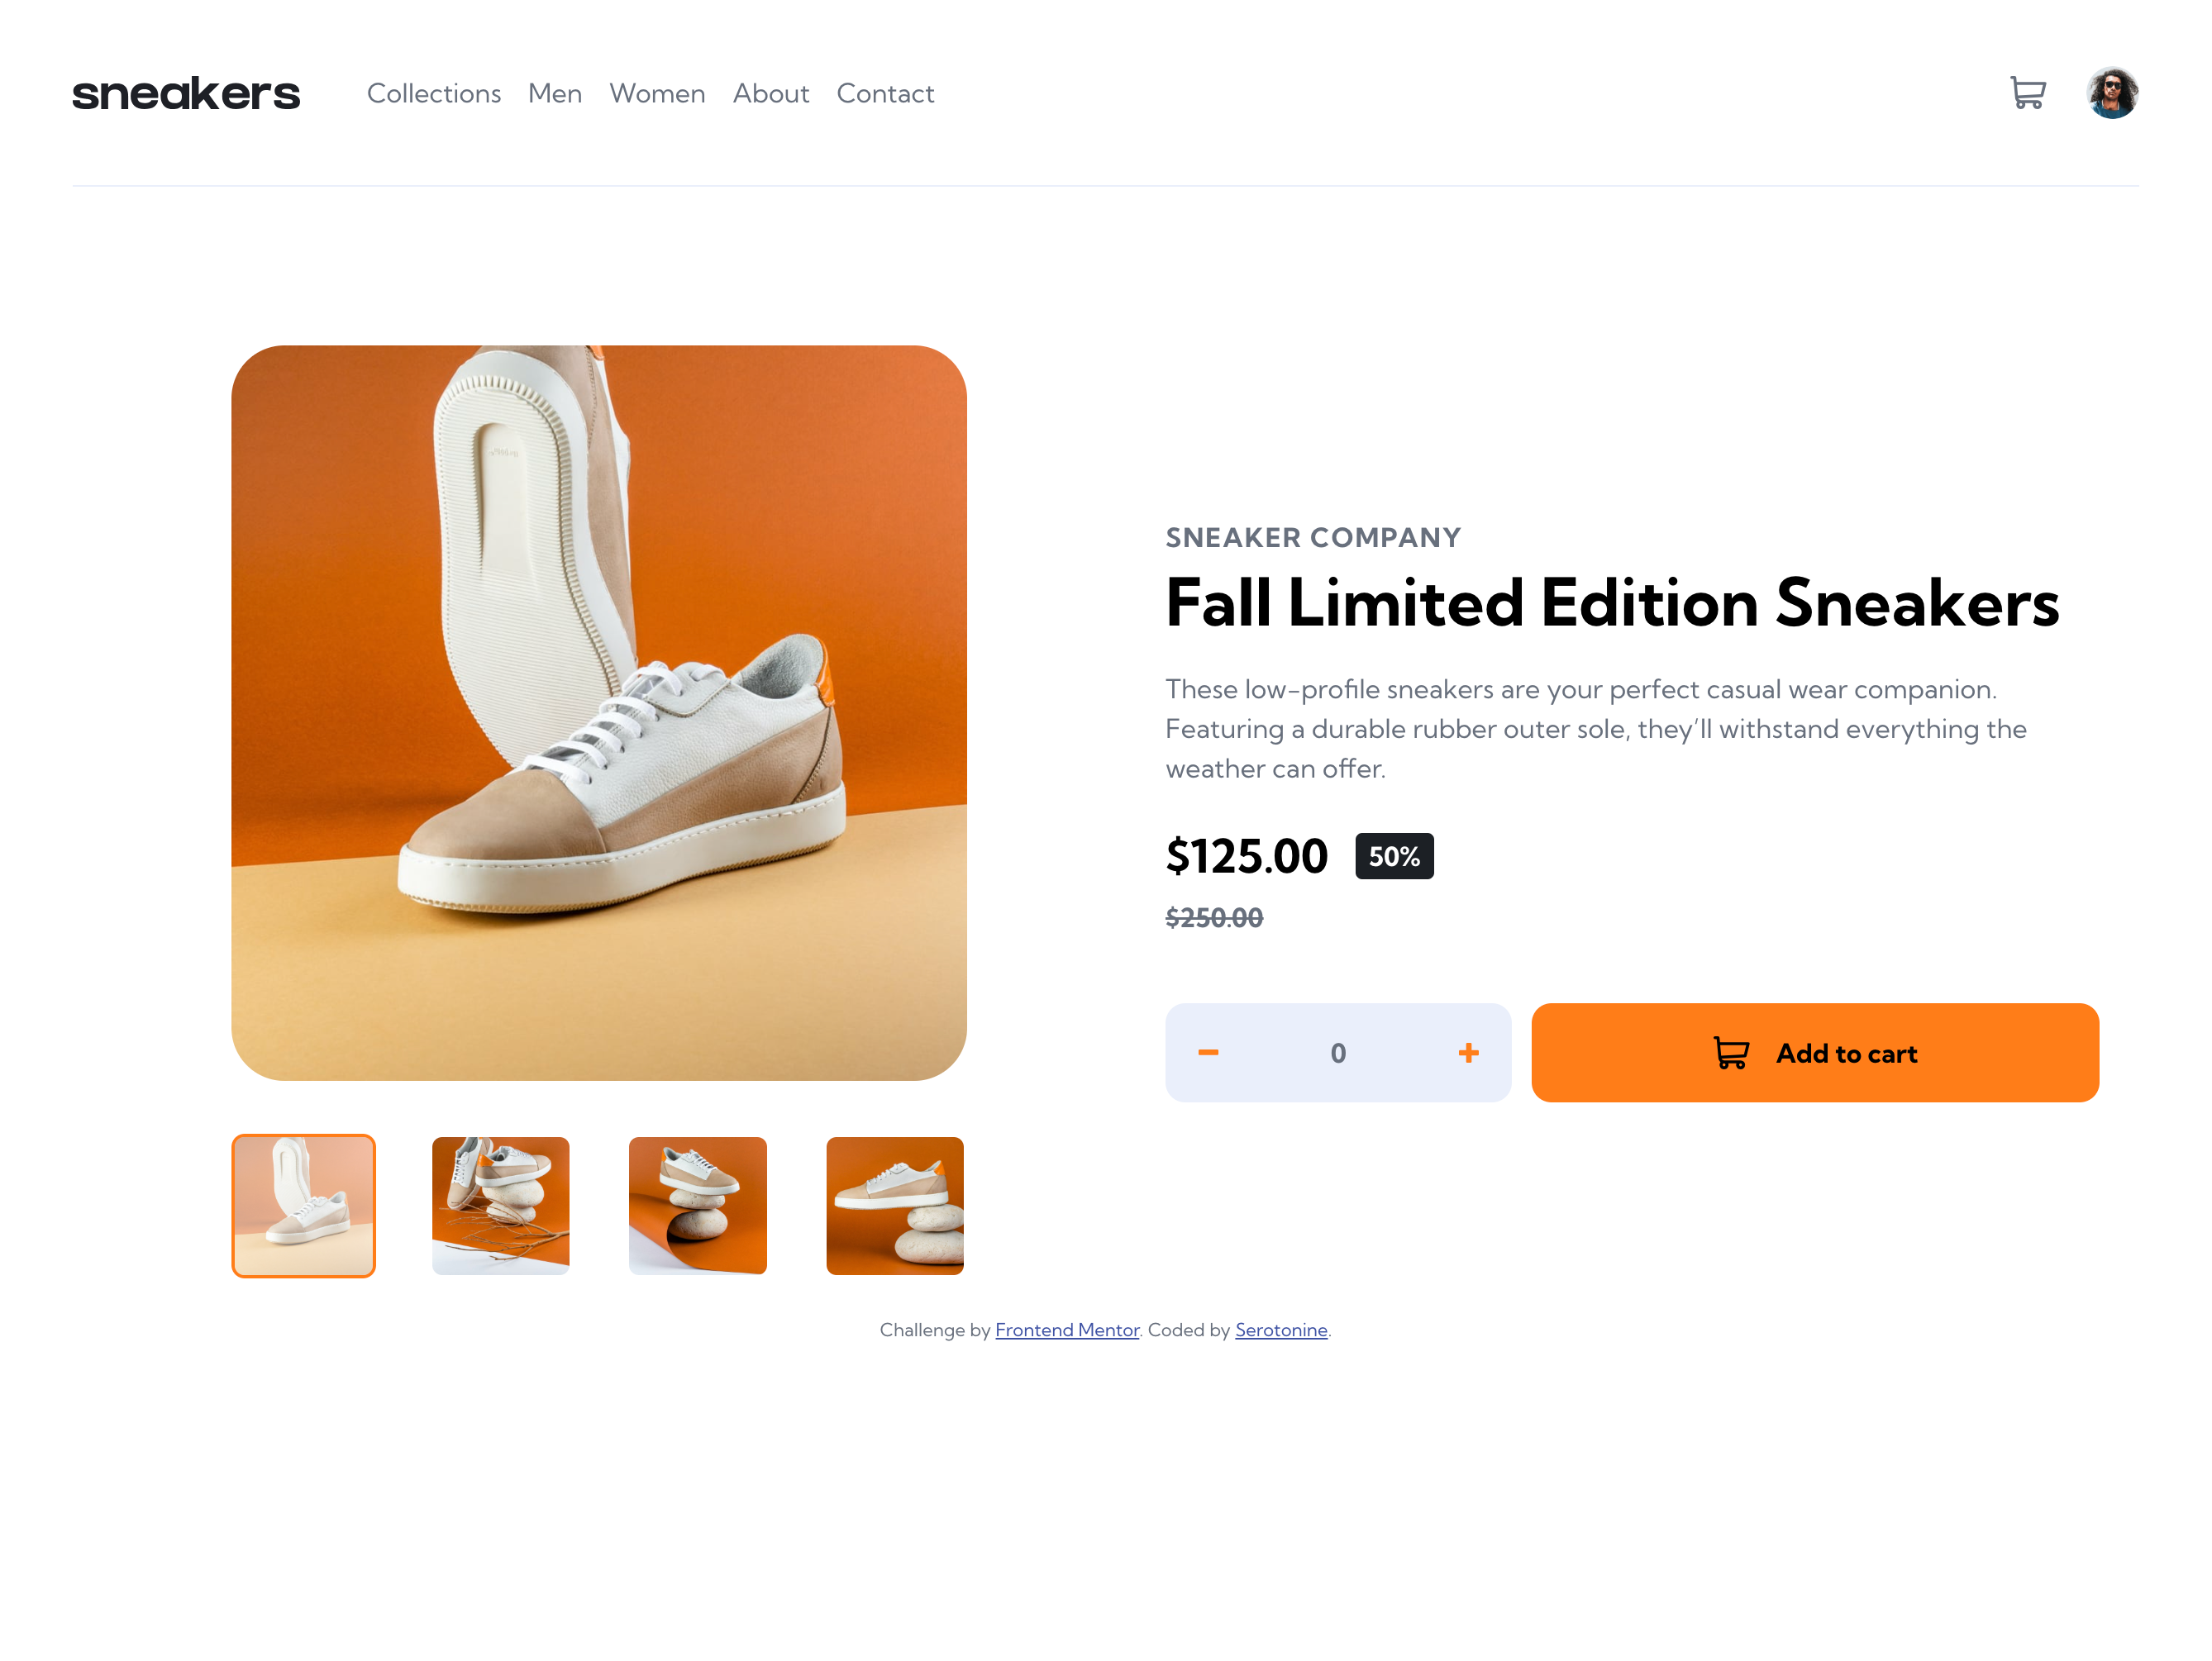 sneakers
Collections Men Women About Contact
SNEAKER COMPANY
Fall Limited Edition Sneakers
These low-profile sneakers are your perfect casual wear companion.
Featuring a durable rubber outer sole, they’ll withstand everything the
weather can offer.
$125.00 50%
$250.00
0
Add to cart
Challenge by Frontend Mentor. Coded by Serotonine.